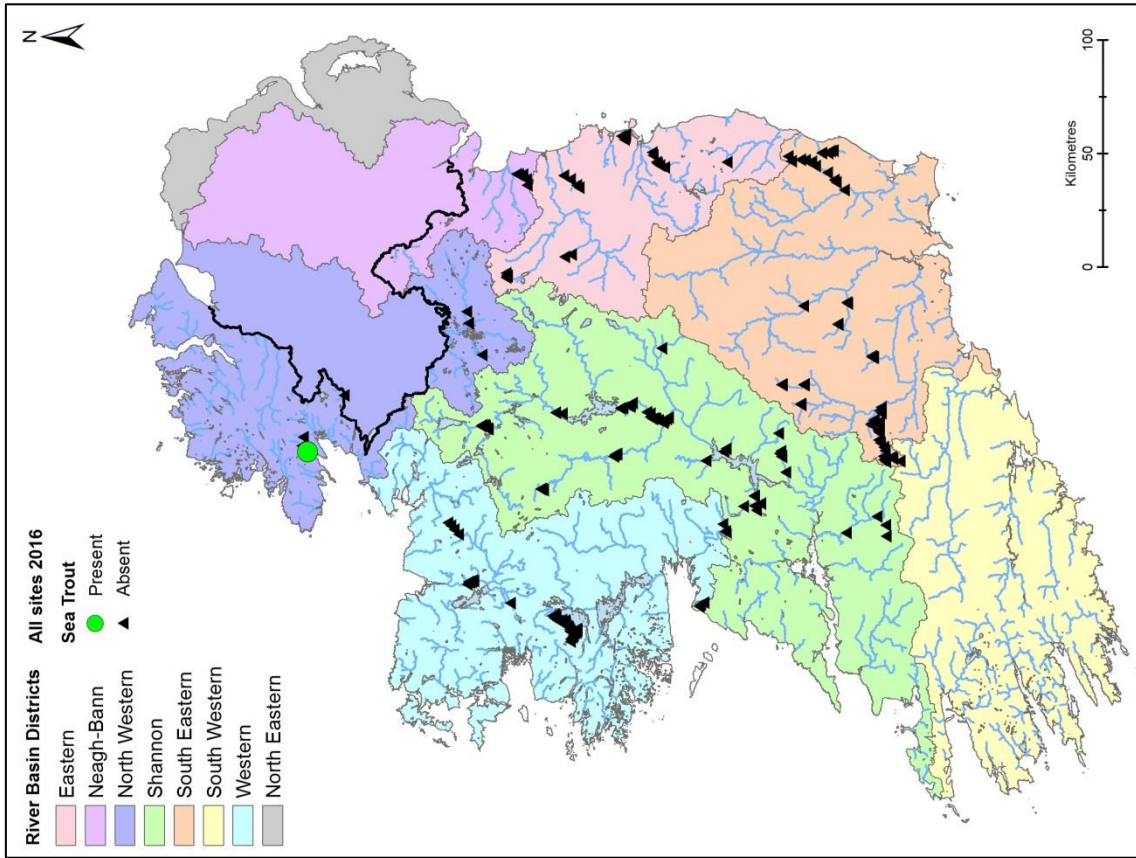 River Basin Districts
Eastern
Neagh-Bann
North Western
Shannon
South Eastern
South Western
Western
North Eastern
All sites 2016
Sea Trout
Present
Absent
N
Kilometres
0
50
100